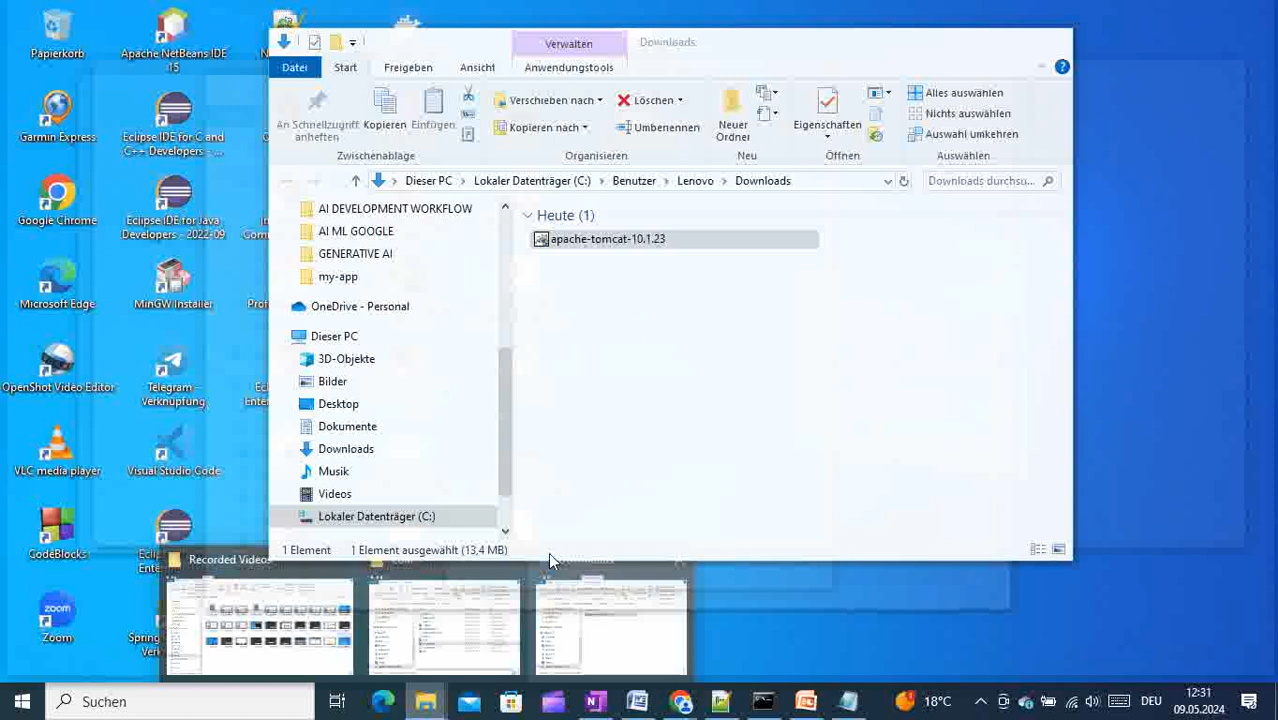 Papierkorb
Apache NetBeans IDE
15
Garmin Express
Eclipse IDE for C and
C++ Developers - ...
Google Chrome
Eclipse IDE for Java
Developers - 2022-09
Microsoft Edge
MinGW Installer
OpenShot Video Editor
Telegram –
Verknüpfung
VLC media player
Visual Studio Code
CodeBlocks
Zoom
Verwalten
Downloads
Datei
Start
Freigeben
Ansicht
Anwendungstools
An Schnellzugriff
anheften
Kopieren
Einfügen
Verschieben nach
Kopieren nach
Löschen
Umbenennen
Neuer
Ordner
Eigenschaften
Alles auswählen
Nichts auswählen
Auswahl umkehren
Zwischenablage
Organisieren
Neu
Öffnen
Auswählen
Dieser PC > Lokaler Datenträger (C:) > Benutzer > Lenovo > Downloads
Downloads durchsu...
AI DEVELOPMENT WORKFLOW
AI ML GOOGLE
GENERATIVE AI
my-app
OneDrive - Personal
Dieser PC
3D-Objekte
Bilder
Desktop
Dokumente
Downloads
Musik
Videos
Lokaler Datenträger (C:)
Heute (1)
apache-tomcat-10.1.23
1 Element
1 Element ausgewählt (13,4 MB)
Recorded Videos
Suchen
18°C
DEU
12:31
09.05.2024